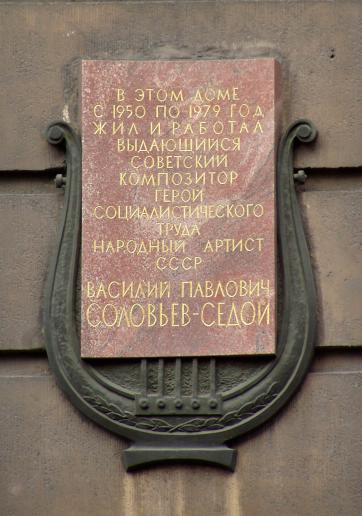 В ЭТОМ ДОМЕ
С 1950 ПО 1979 ГОД
ЖИЛ И РАБОТАЛ
ВЫДАЮЩИЙСЯ
СОВЕТСКИЙ
КОМПОЗИТОР
ГЕРОЙ
СОЦИАЛИСТИЧЕСКОГО
ТРУДА
НАРОДНЫЙ АРТИСТ
СССР
ВАСИЛИЙ ПАВЛОВИЧ
СОЛОВЬЕВ-СЕДОЙ